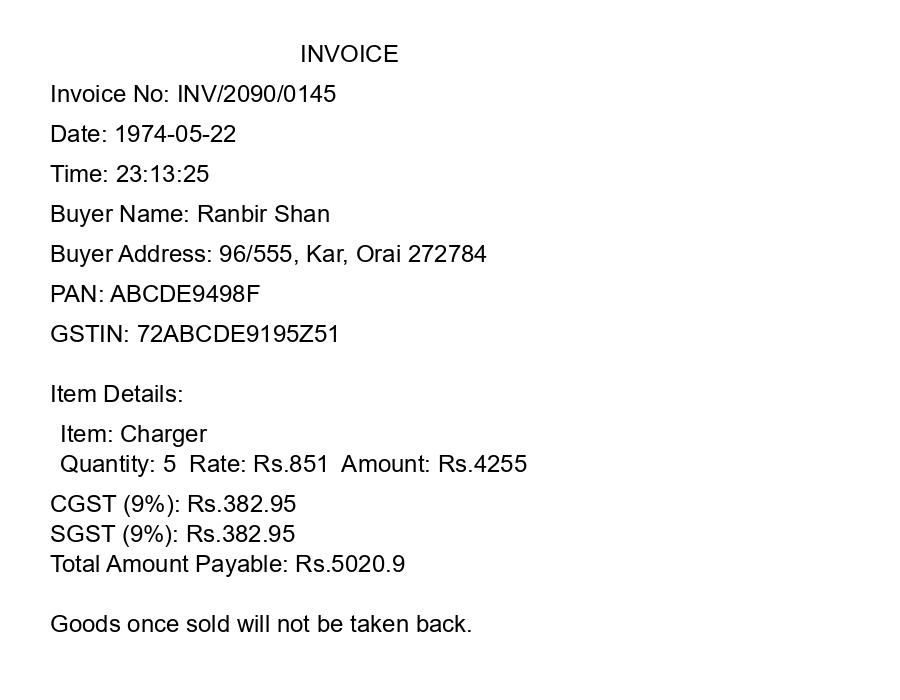 INVOICE
Invoice No: INV/2090/0145
Date: 1974-05-22
Time: 23:13:25
Buyer Name: Ranbir Shan
Buyer Address: 96/555, Kar, Orai 272784
PAN: ABCDE9498F
GSTIN: 72ABCDE9195Z51
Item Details:
Item: Charger
Quantity: 5  Rate: Rs.851  Amount: Rs.4255
CGST (9%): Rs.382.95
SGST (9%): Rs.382.95
Total Amount Payable: Rs.5020.9
Goods once sold will not be taken back.